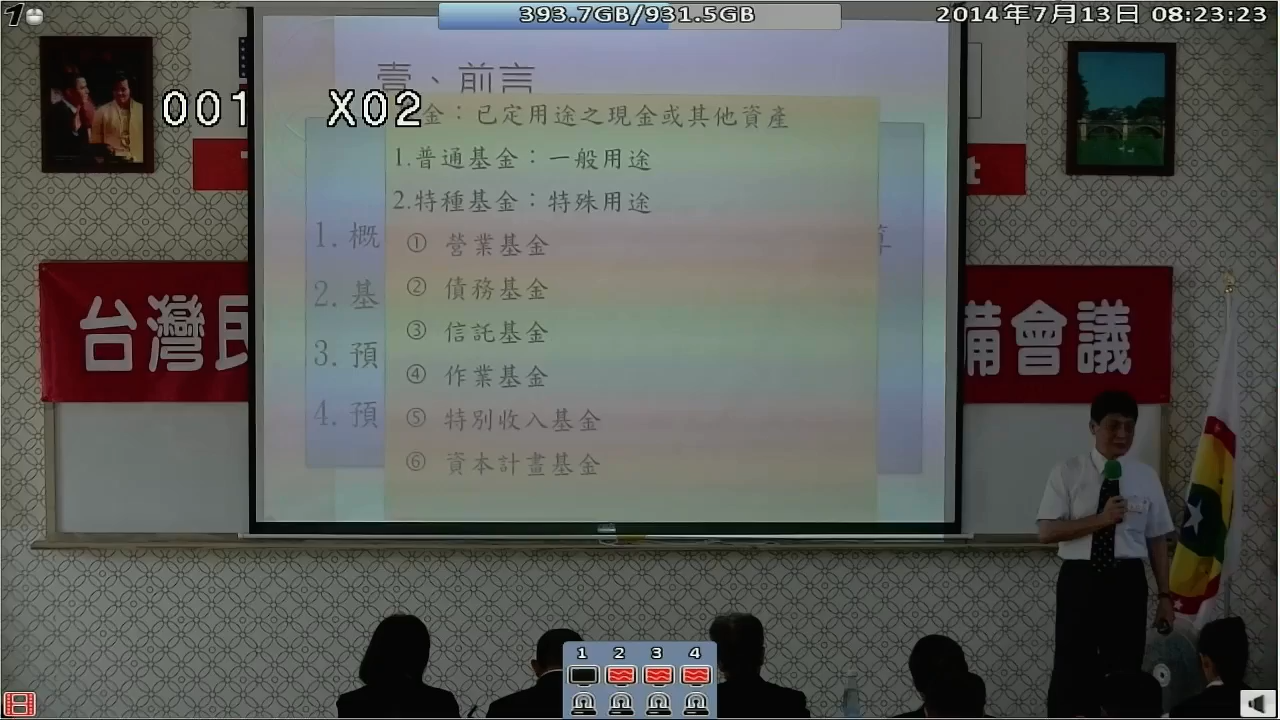 1
393.7GB/931.5GB
2014年7月13日 08:23:23
001 X02
壹、前言
金：已定用途之現金或其他資產
1.普通基金：一般用途
2.特種基金：特殊用途
① 營業基金
② 債務基金
③ 信託基金
④ 作業基金
⑤ 特別收入基金
⑥ 資本計畫基金
1. 概
算
2. 基
3. 預
4. 預
t
台灣民
備會議
1 2 3 4